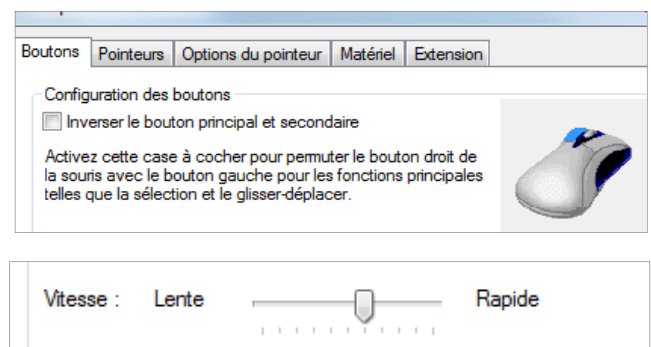 Boutons Pointeurs Options du pointeur Matériel Extension
Configuration des boutons
Inverser le bouton principal et secondaire
Activez cette case à cocher pour permuter le bouton droit de
la souris avec le bouton gauche pour les fonctions principales
telles que la sélection et le glisser-déplacer.
Vitesse : Lente Rapide